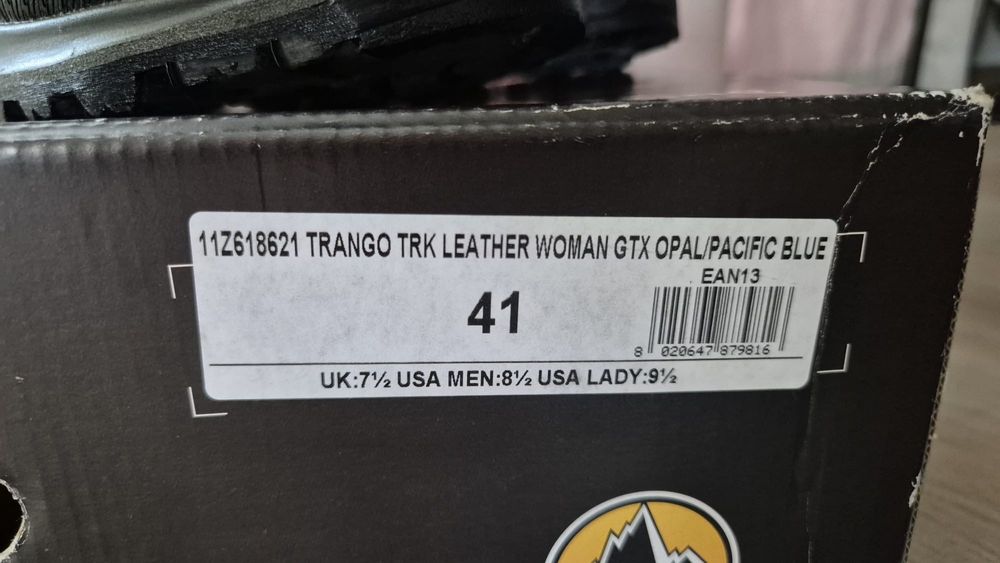 11Z618621 TRANGO TRK LEATHER WOMAN GTX OPAL/PACIFIC BLUE
EAN13
41
8 020647 879816
UK:7½ USA MEN:8½ USA LADY:9½